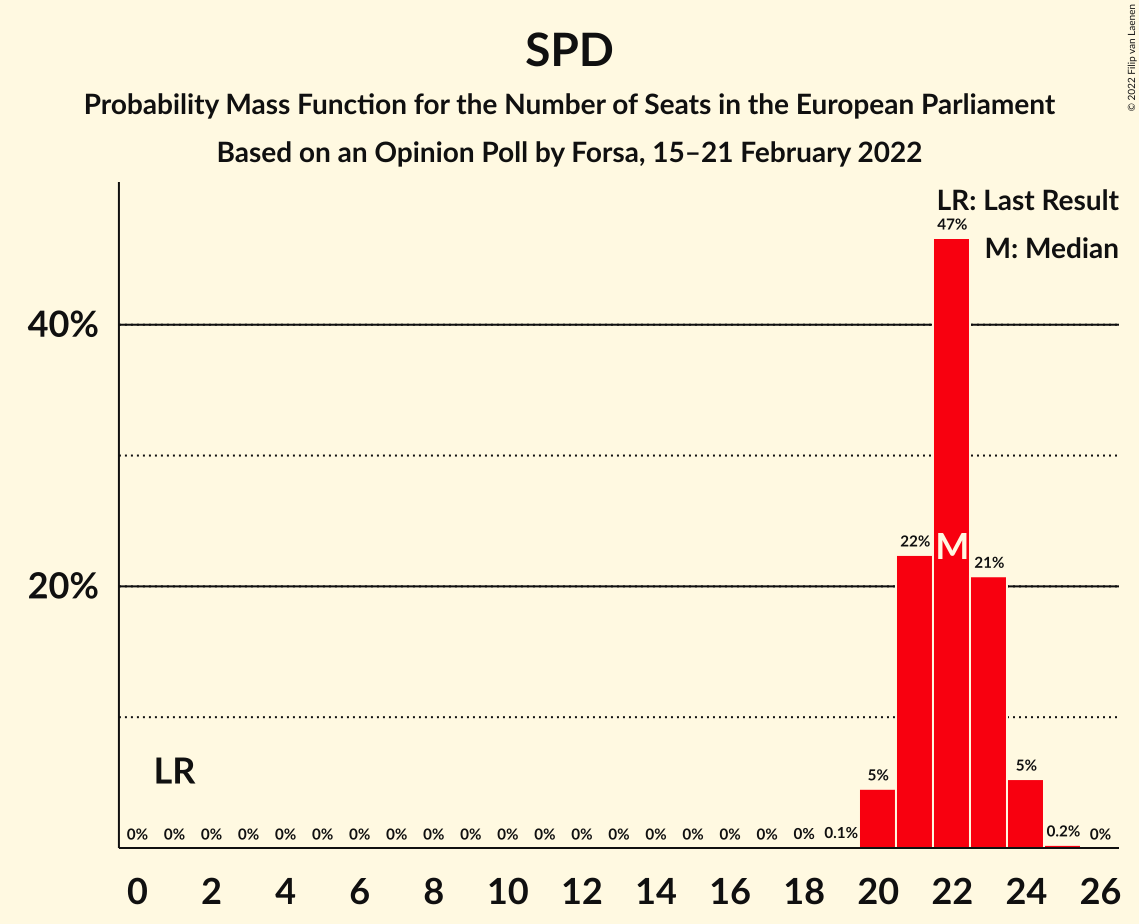 SPD
Probability Mass Function for the Number of Seats in the European Parliament
Based on an Opinion Poll by Forsa, 15–21 February 2022
© 2022 Filip van Laenen
LR: Last Result
M: Median
47%
40%
22%
M
21%
20%
LR
5%
5%
0% 0% 0% 0% 0% 0% 0% 0% 0% 0% 0% 0% 0% 0% 0% 0% 0% 0% 0% 0.1% 0.2% 0%
0 2 4 6 8 10 12 14 16 18 20 22 24 26